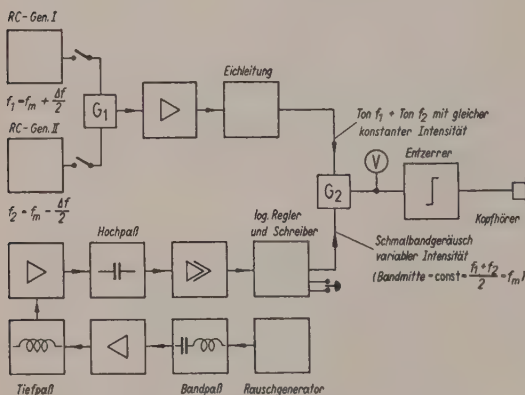 RC-Gen. I
f₁ = fₘ + Δf/2
RC-Gen. II
f₂ = fₘ - Δf/2
G₁
Eichleitung
Ton f₁ + Ton f₂ mit gleicher
konstanter Intensität
G₂
V
Entzerrer
Kopfhörer
Hochpaß
log. Regler
und Schreiber
Schmalbandgeräusch
variabler Intensität
(Bandmitte = const = f₁+f₂/2 = fₘ)
Tiefpaß
Bandpaß
Rauschgenerator